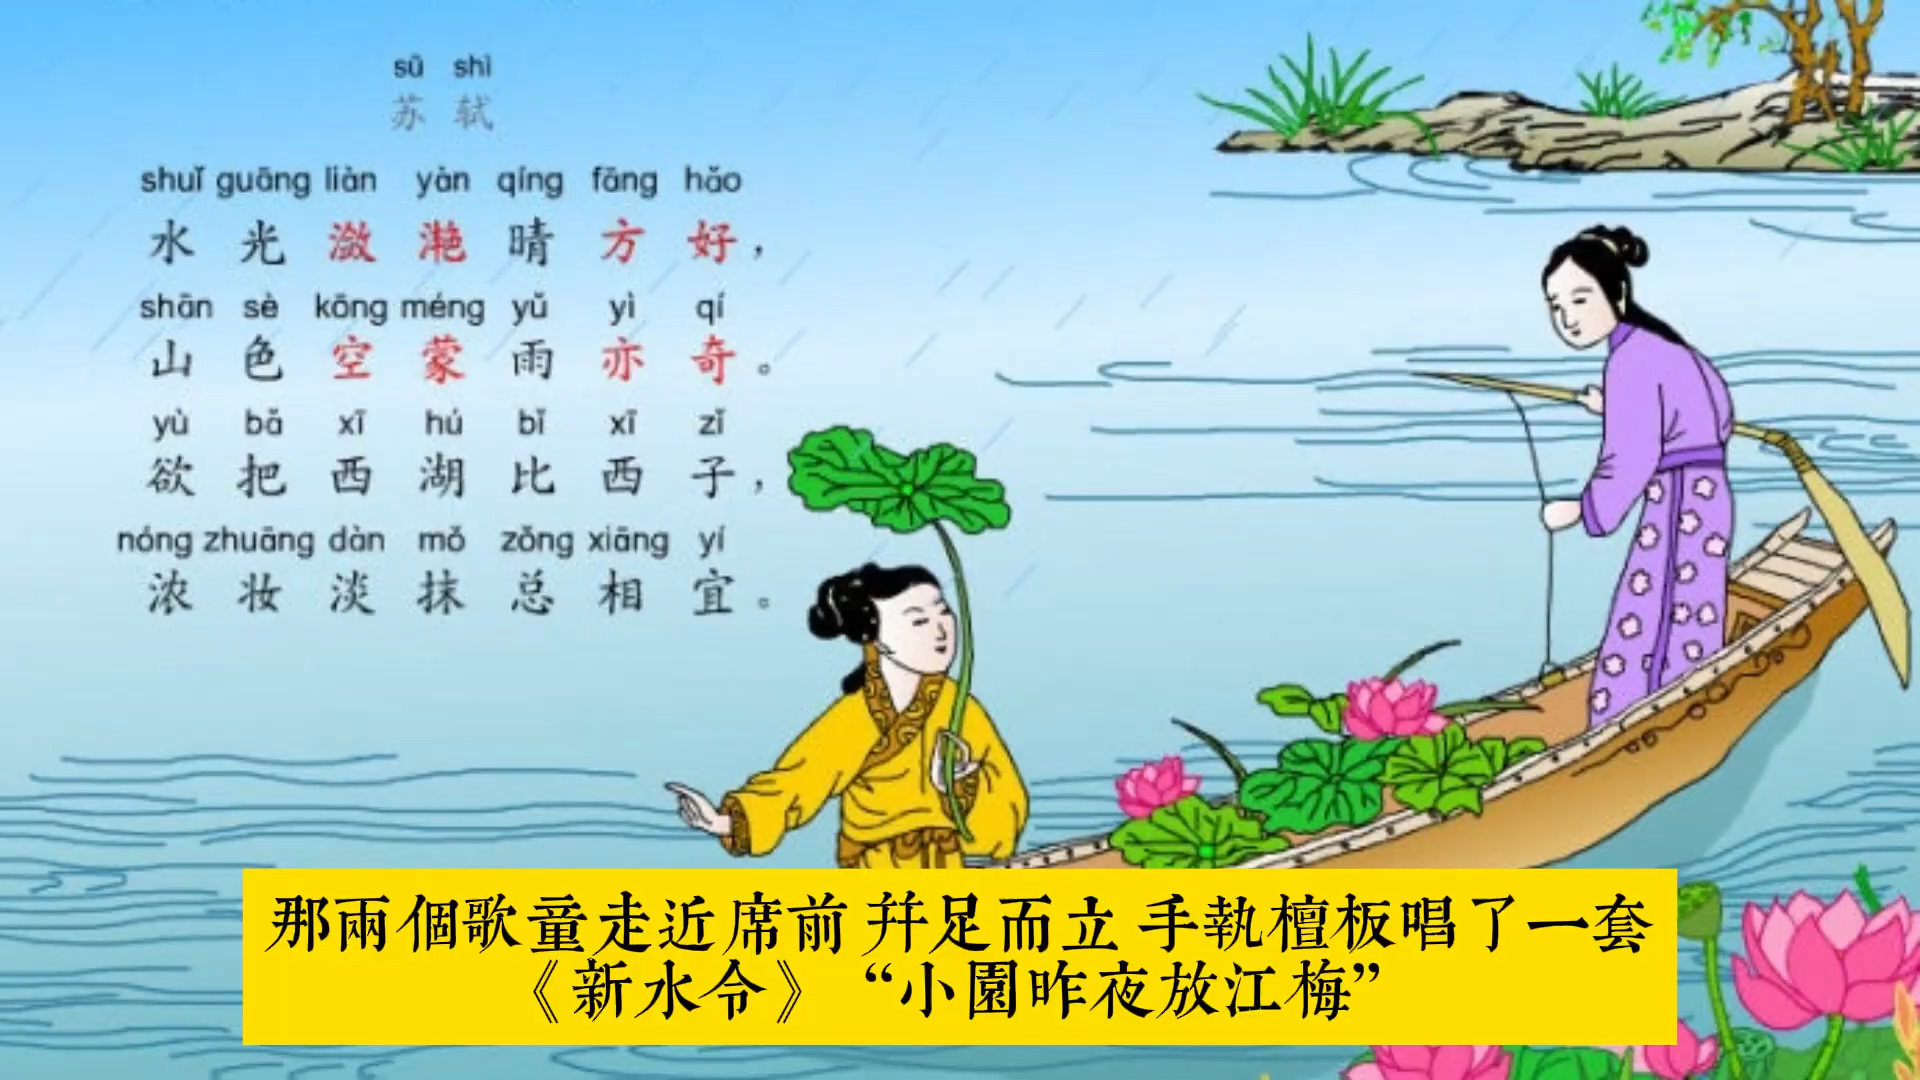 sū shì
苏 轼
shuǐ guāng liàn yàn qíng fāng hǎo
水 光 潋 滟 晴 方 好，
shān sè kōng méng yǔ yì qí
山 色 空 蒙 雨 亦 奇。
yù bǎ xī hú bǐ xī zǐ
欲 把 西 湖 比 西 子，
nóng zhuāng dàn mǒ zǒng xiāng yí
浓 妆 淡 抹 总 相 宜。
那兩個歌童走近席前 并足而立 手執檀板唱了一套
《新水令》“小園昨夜放江梅”